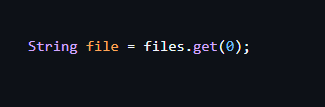 String file = files.get(0);